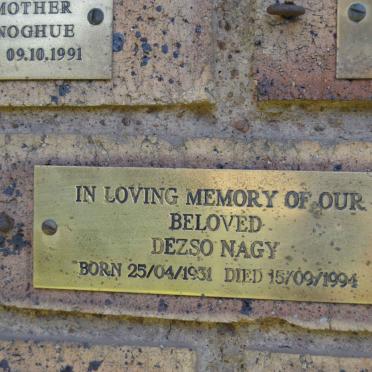 MOTHER
NOGHUE
09.10.1991
IN LOVING MEMORY OF OUR
BELOVED
DEZSO NAGY
BORN 25/04/1931 DIED 15/09/1994